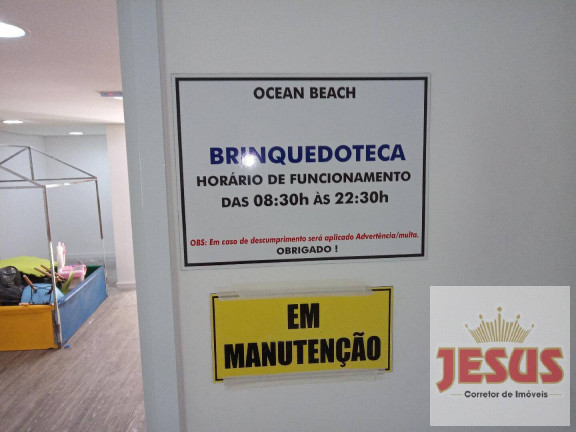 OCEAN BEACH
BRINQUEDOTECA
HORÁRIO DE FUNCIONAMENTO
DAS 08:30h ÀS 22:30h
OBS: Em caso de descumprimento será aplicado Advertência/multa.
OBRIGADO !
EM
MANUTENÇÃO
JESUS
Corretor de Imóveis